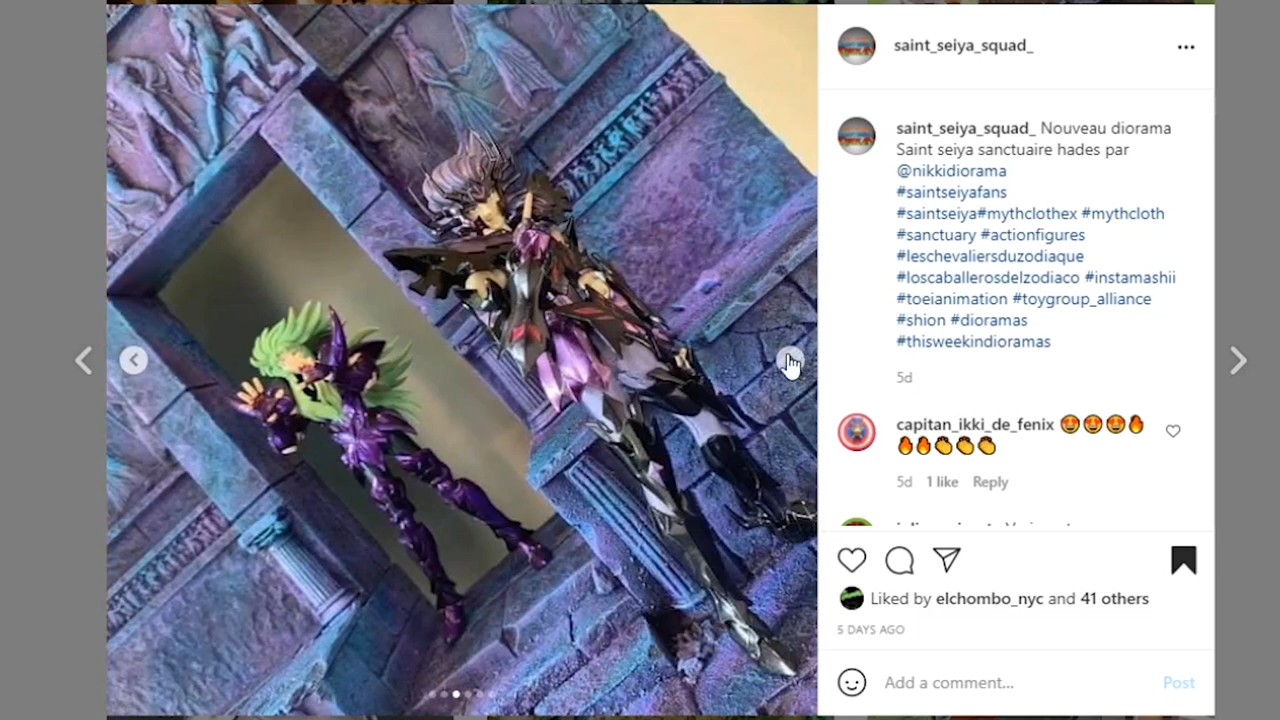 saint_seiya_squad_
saint_seiya_squad_ Nouveau diorama
Saint seiya sanctuaire hades par
@nikkidiorama
#saintseiyafans
#saintseiya#mythclothex #mythcloth
#sanctuary #actionfigures
#leschevaliersduzodiaque
#loscaballerosdelzodiaco #instamashii
#toeianimation #toygroup_alliance
#shion #dioramas
#thisweekindioramas
5d
capitan_ikki_de_fenix 😍😍😍🔥
🔥🔥👏👏👏
5d 1 like Reply
Liked by elchombo_nyc and 41 others
5 DAYS AGO
Add a comment... Post